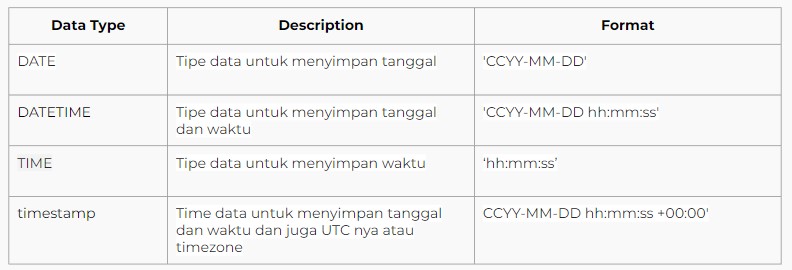 Data Type Description Format
DATE Tipe data untuk menyimpan tanggal 'CCYY-MM-DD'
DATETIME Tipe data untuk menyimpan tanggal 'CCYY-MM-DD hh:mm:ss'
dan waktu
TIME Tipe data untuk menyimpan waktu ‘hh:mm:ss’
timestamp Time data untuk menyimpan tanggal CCYY-MM-DD hh:mm:ss +00:00'
dan waktu dan juga UTC nya atau
timezone